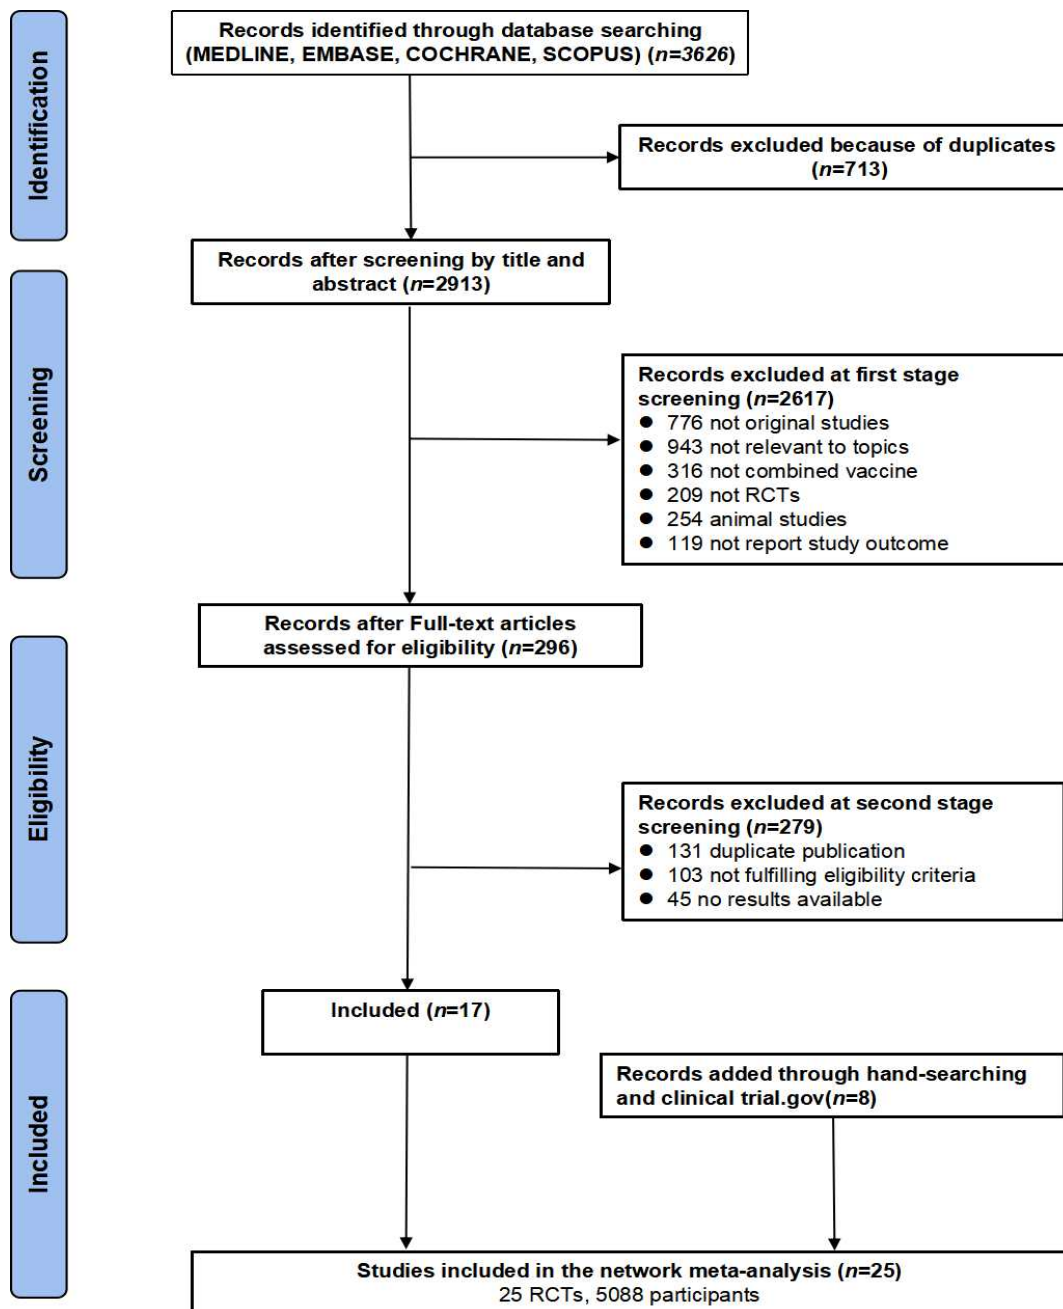 Identification
Records identified through database searching
(MEDLINE, EMBASE, COCHRANE, SCOPUS) (n=3626)
Records excluded because of duplicates
(n=713)
Records after screening by title and
abstract (n=2913)
Screening
Records excluded at first stage
screening (n=2617)
● 776 not original studies
● 943 not relevant to topics
● 316 not combined vaccine
● 209 not RCTs
● 254 animal studies
● 119 not report study outcome
Records after Full-text articles
assessed for eligibility (n=296)
Eligibility
Records excluded at second stage
screening (n=279)
● 131 duplicate publication
● 103 not fulfilling eligibility criteria
● 45 no results available
Included
Included (n=17)
Records added through hand-searching
and clinical trial.gov(n=8)
Studies included in the network meta-analysis (n=25)
25 RCTs, 5088 participants